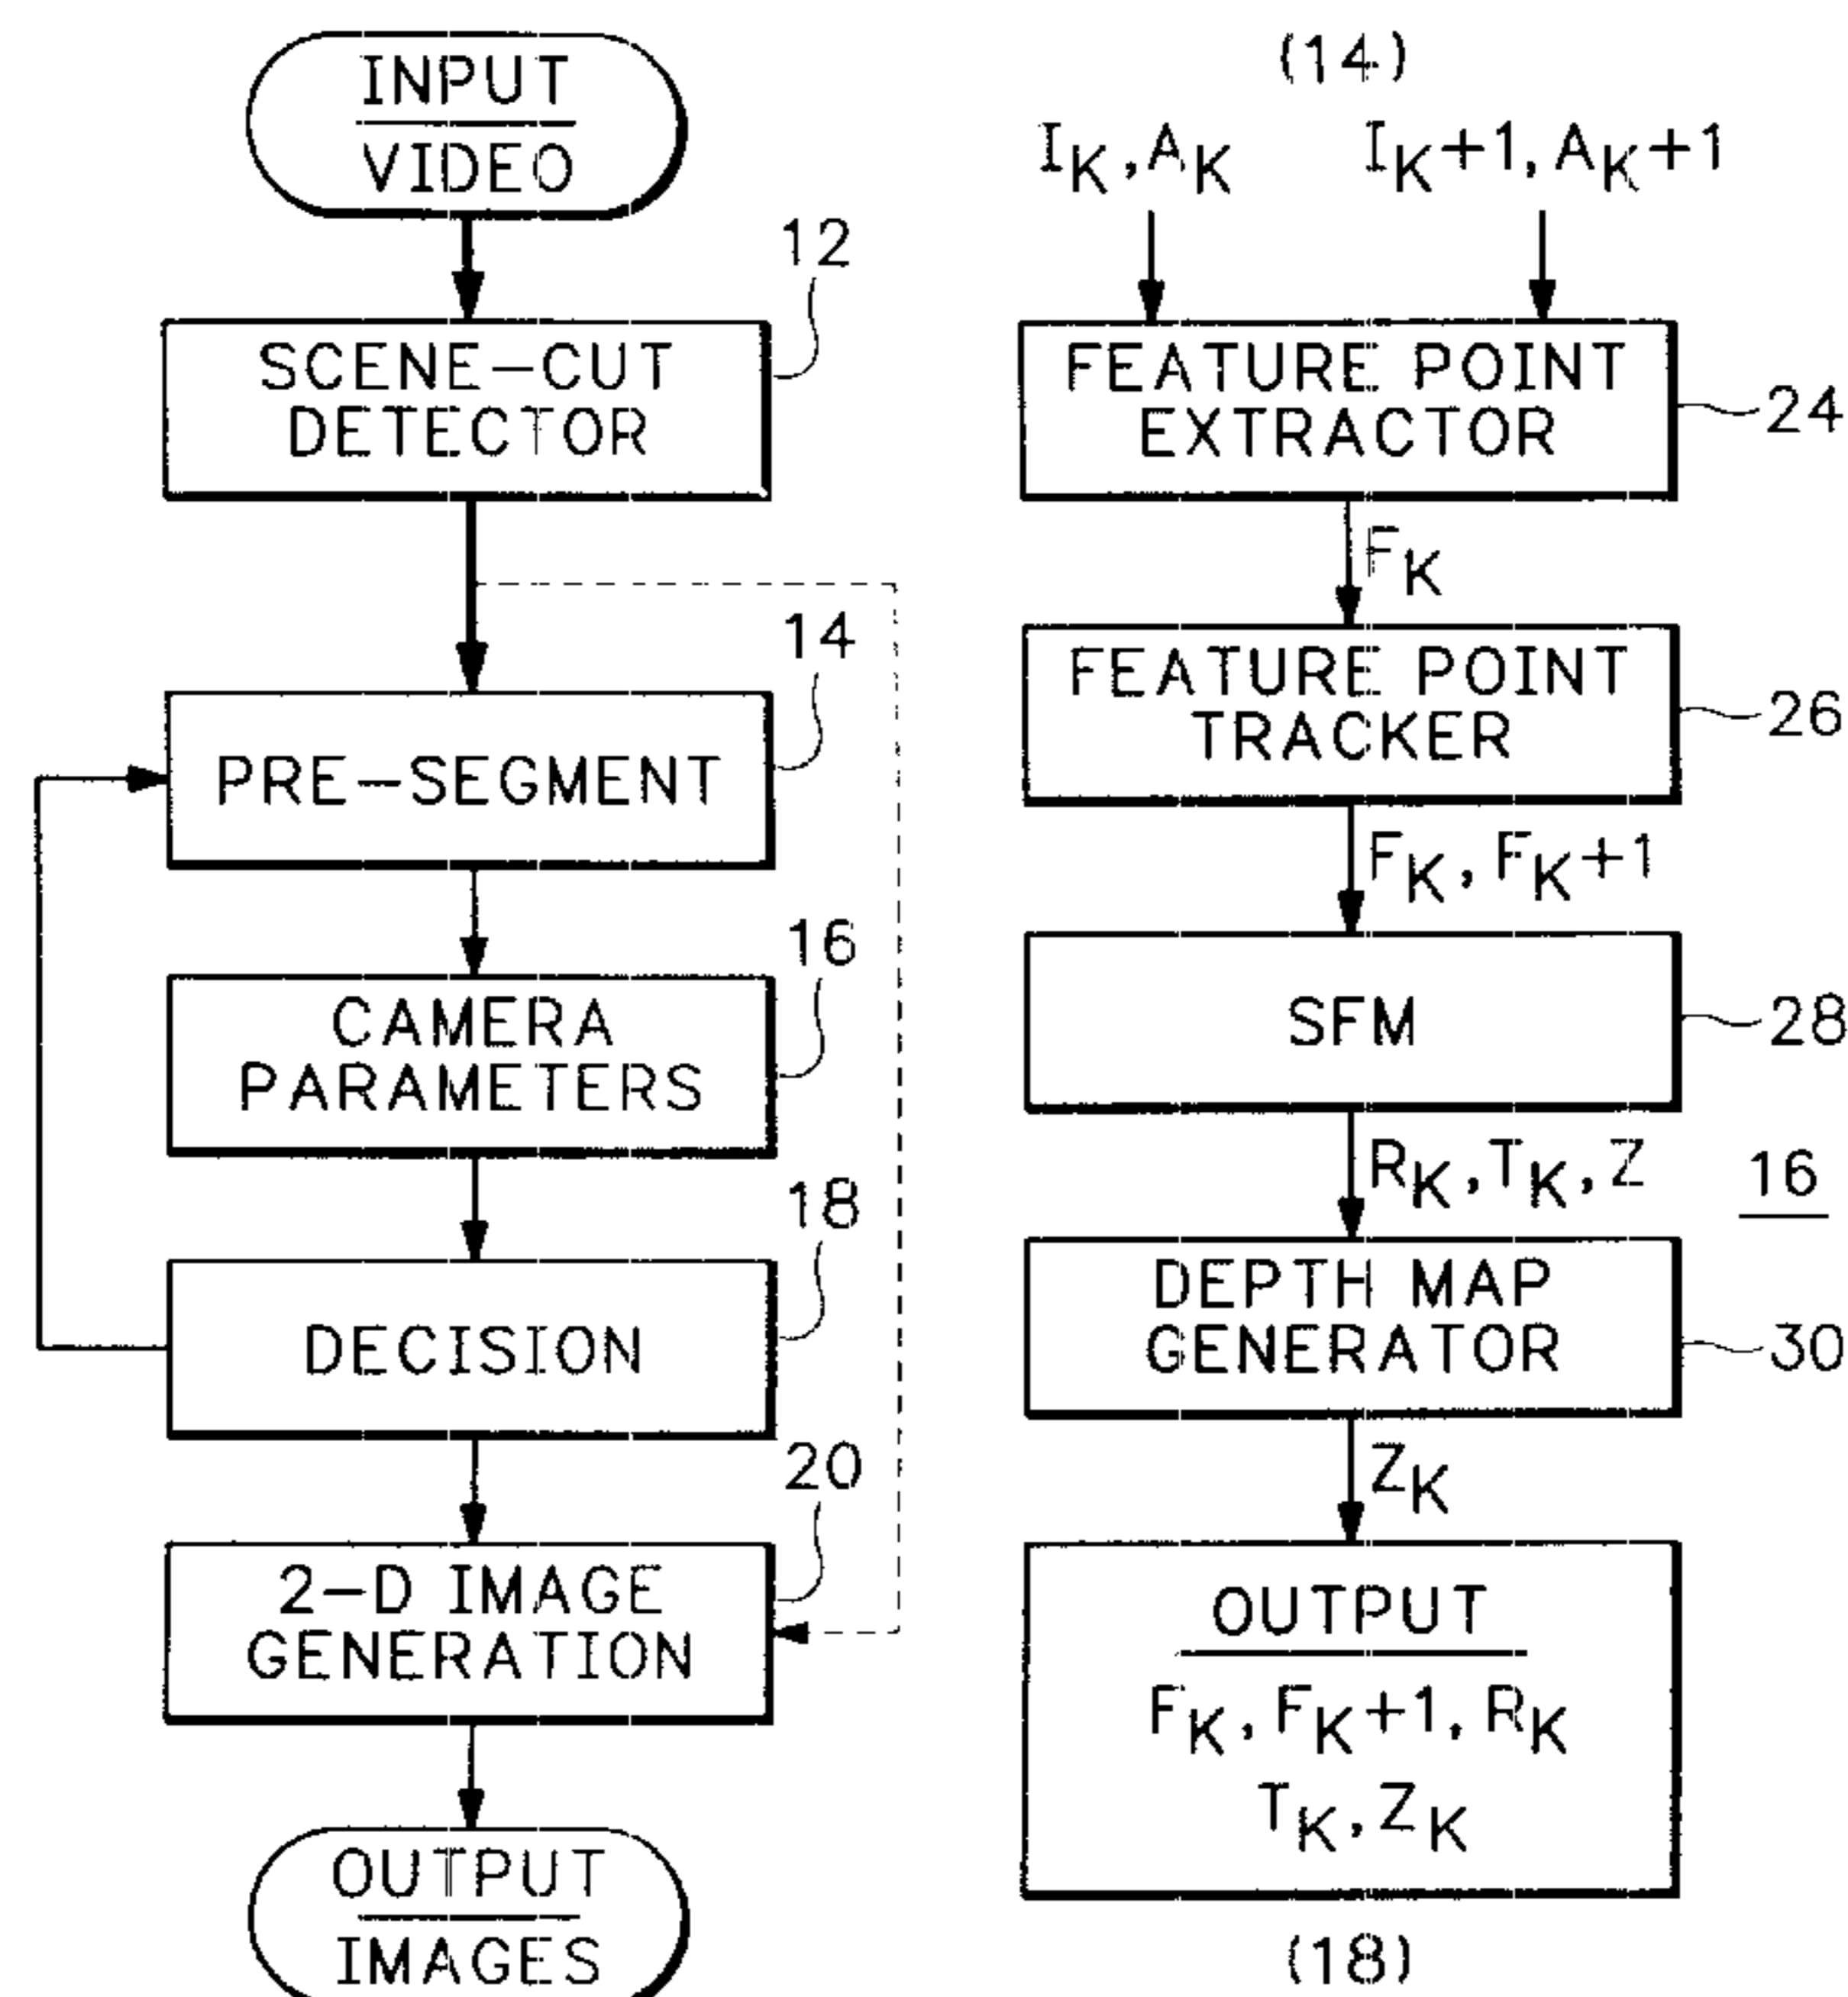 INPUT
VIDEO
12
SCENE-CUT
DETECTOR
14
PRE-SEGMENT
16
CAMERA
PARAMETERS
18
DECISION
20
2-D IMAGE
GENERATION
OUTPUT
IMAGES
(14)
IK,AK IK+1,AK+1
FEATURE POINT
EXTRACTOR
24
FK
FEATURE POINT
TRACKER
26
FK,FK+1
SFM
28
RK,TK,Z
16
DEPTH MAP
GENERATOR
30
ZK
OUTPUT
FK,FK+1,RK
TK,ZK
(18)